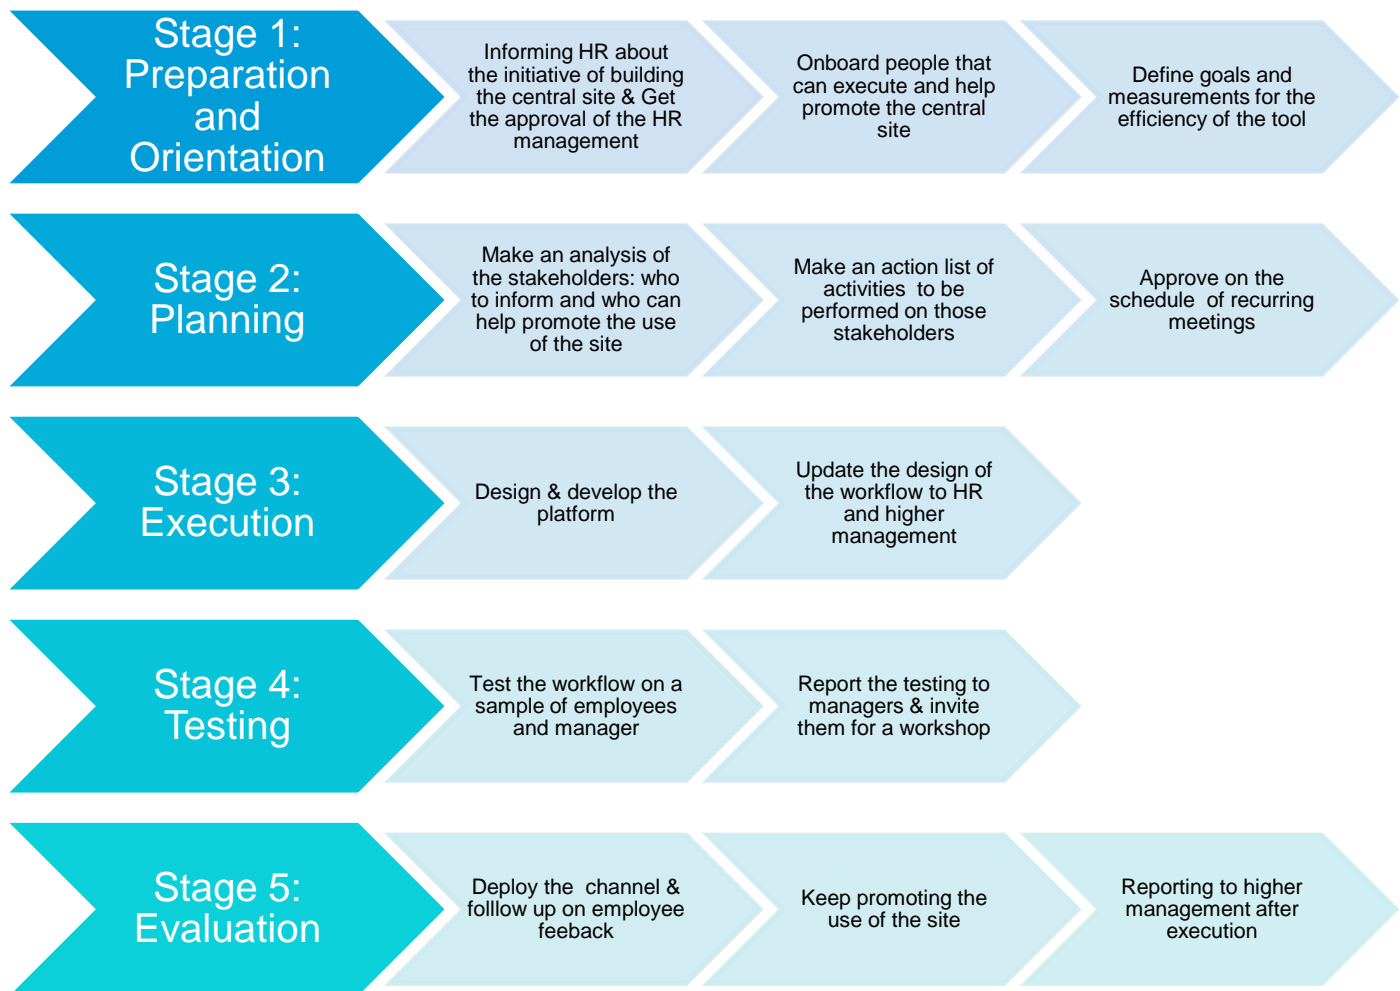 Stage 1:
Preparation
and
Orientation
Informing HR about
the initiative of building
the central site & Get
the approval of the HR
management
Onboard people that
can execute and help
promote the central
site
Define goals and
measurements for the
efficiency of the tool
Stage 2:
Planning
Make an analysis of
the stakeholders: who
to inform and who can
help promote the use
of the site
Make an action list of
activities  to be
performed on those
stakeholders
Approve on the
schedule  of recurring
meetings
Stage 3:
Execution
Design & develop the
platform
Update the design of
the workflow to HR
and higher
management
Stage 4:
Testing
Test the workflow on a
sample of employees
and manager
Report the testing to
managers & invite
them for a workshop
Stage 5:
Evaluation
Deploy the  channel &
folllow up on employee
feeback
Keep promoting the
use of the site
Reporting to higher
management after
execution